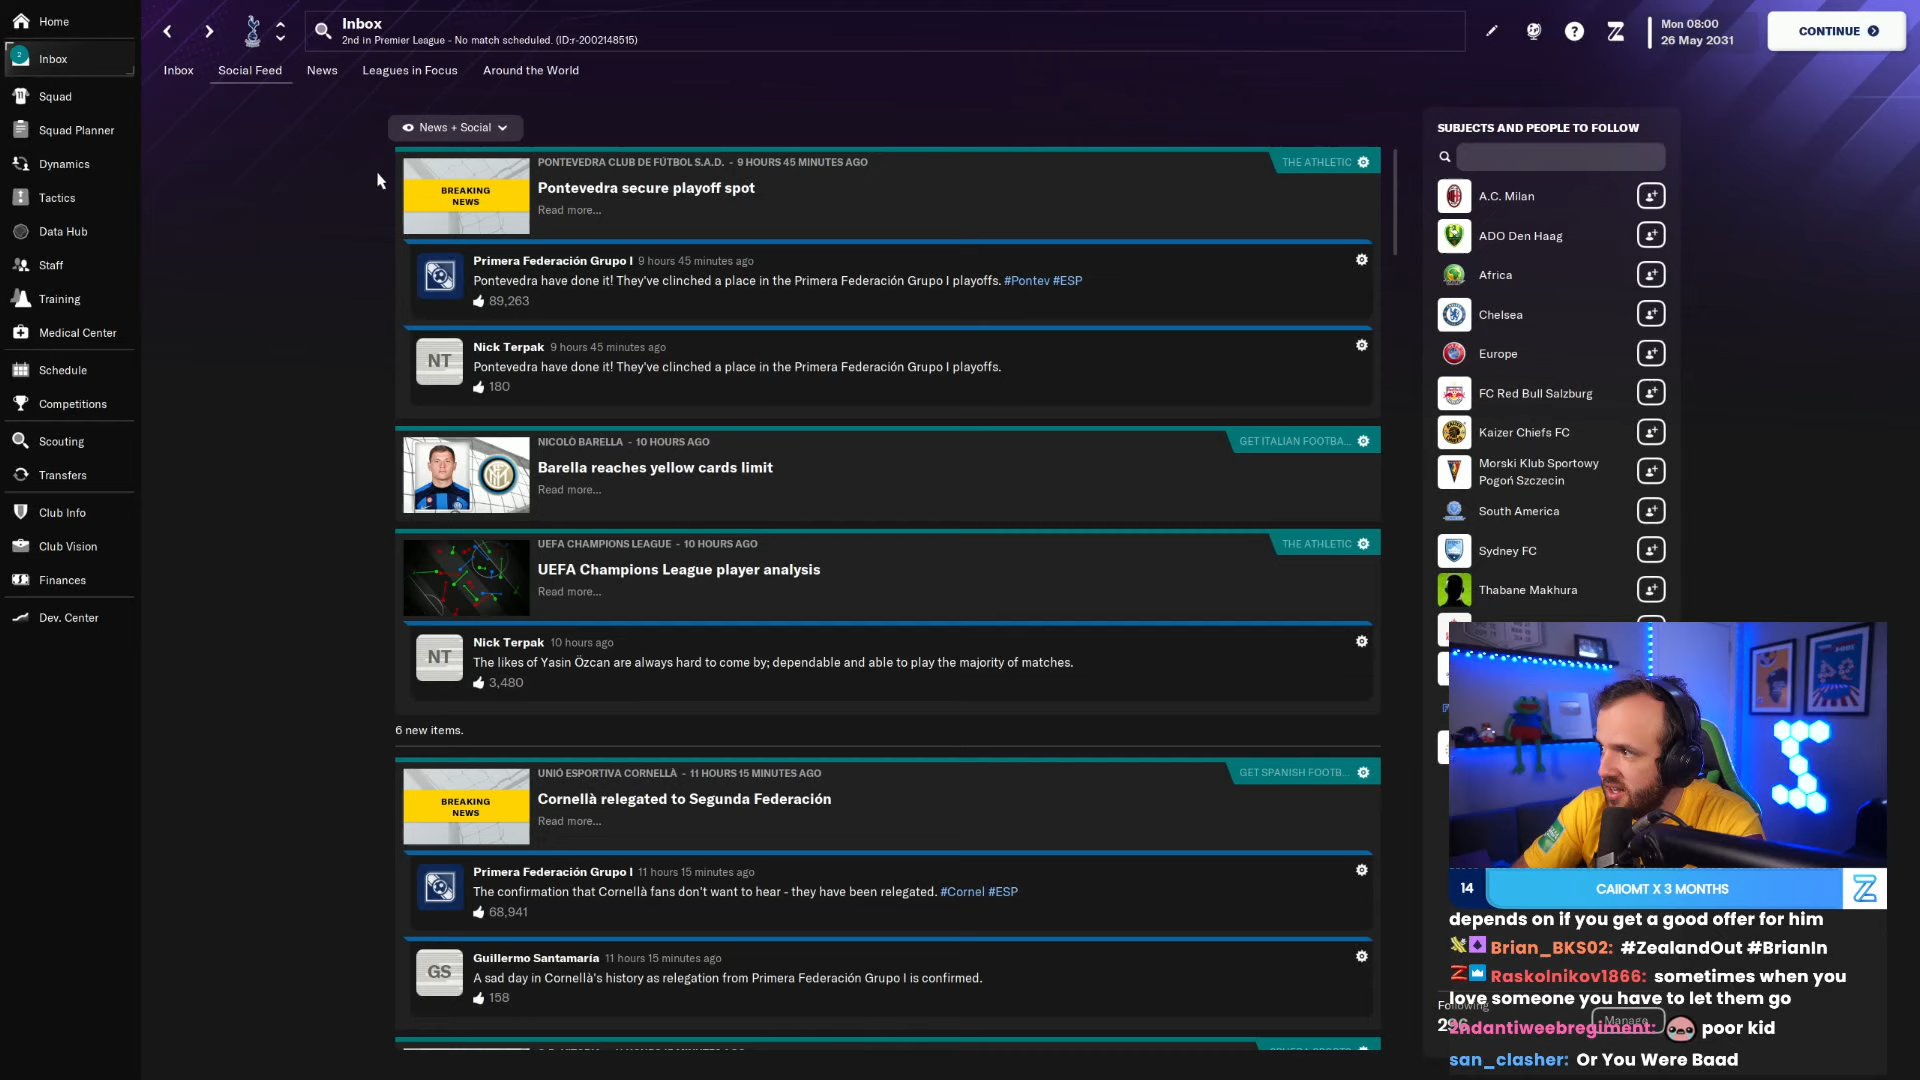 Home
2
Inbox
Squad
Squad Planner
Dynamics
Tactics
Data Hub
Staff
Training
Medical Center
Schedule
Competitions
Scouting
Transfers
Club Info
Club Vision
Finances
Dev. Center
Inbox
2nd in Premier League - No match scheduled. (ID:r-2002148515)
Mon 08:00
26 May 2031
CONTINUE
Inbox Social Feed News Leagues in Focus Around the World
News + Social
PONTEVEDRA CLUB DE FÚTBOL S.A.D. - 9 HOURS 45 MINUTES AGO
THE ATHLETIC
BREAKING
NEWS
Pontevedra secure playoff spot
Read more...
Primera Federación Grupo I 9 hours 45 minutes ago
Pontevedra have done it! They've clinched a place in the Primera Federación Grupo I playoffs. #Pontev #ESP
89,263
NT
Nick Terpak 9 hours 45 minutes ago
Pontevedra have done it! They've clinched a place in the Primera Federación Grupo I playoffs.
180
NICOLÒ BARELLA - 10 HOURS AGO
GET ITALIAN FOOTBA...
Barella reaches yellow cards limit
Read more...
UEFA CHAMPIONS LEAGUE - 10 HOURS AGO
THE ATHLETIC
UEFA Champions League player analysis
Read more...
NT
Nick Terpak 10 hours ago
The likes of Yasin Özcan are always hard to come by; dependable and able to play the majority of matches.
3,480
6 new items.
UNIÓ ESPORTIVA CORNELLÀ - 11 HOURS 15 MINUTES AGO
GET SPANISH FOOTB...
BREAKING
NEWS
Cornellà relegated to Segunda Federación
Read more...
Primera Federación Grupo I 11 hours 15 minutes ago
The confirmation that Cornellà fans don't want to hear - they have been relegated. #Cornel #ESP
68,941
GS
Guillermo Santamaría 11 hours 15 minutes ago
A sad day in Cornellà's history as relegation from Primera Federación Grupo I is confirmed.
158
SUBJECTS AND PEOPLE TO FOLLOW
A.C. Milan
ADO Den Haag
Africa
Chelsea
Europe
FC Red Bull Salzburg
Kaizer Chiefs FC
Morski Klub Sportowy
Pogoń Szczecin
South America
Sydney FC
Thabane Makhura
14
CAIIOMT X 3 MONTHS
depends on if you get a good offer for him
Brian_BKS02: #ZealandOut #BrianIn
Raskolnikov1866: sometimes when you
love someone you have to let them go
Following
Manage
2ndantiweebregiment: poor kid
san_clasher: Or You Were Baad